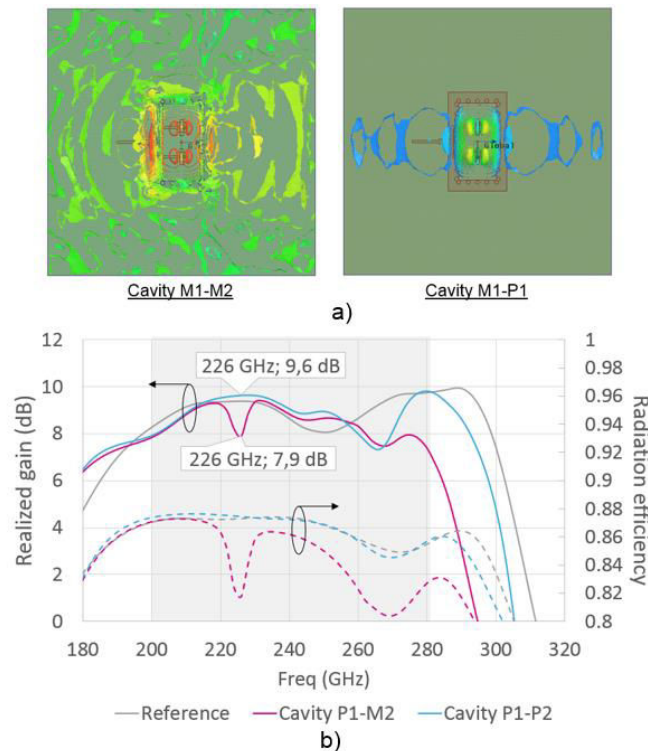 Cavity M1-M2
Cavity M1-P1
a)
12
10
8
6
4
2
0
Realized gain (dB)
226 GHz; 9,6 dB
226 GHz; 7,9 dB
1
0.98
0.96
0.94
0.92
0.9
0.88
0.86
0.84
0.82
0.8
Radiation efficiency
180 200 220 240 260 280 300 320
Freq (GHz)
Reference Cavity P1-M2 Cavity P1-P2
b)